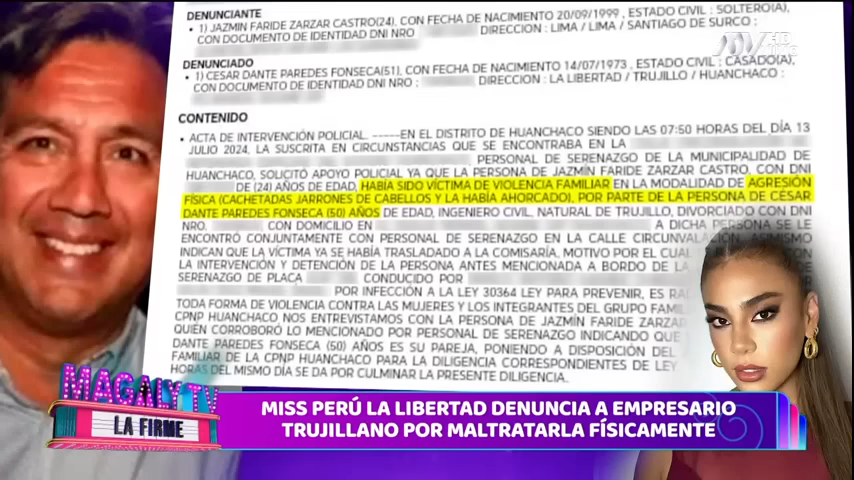 DENUNCIANTE
• 1) JAZMIN FARIDE ZARZAR CASTRO(24), CON FECHA DE NACIMIENTO 20/09/1999 , ESTADO CIVIL : SOLTERO(A),
CON DOCUMENTO DE IDENTIDAD DNI NRO DIRECCION : LIMA / LIMA / SANTIAGO DE SURCO :
DENUNCIADO
• 1) CESAR DANTE PAREDES FONSECA(51), CON FECHA DE NACIMIENTO 14/07/1973, ESTADO CIVIL : CASADO(A),
CON DOCUMENTO DE IDENTIDAD DNI NRO : DIRECCION : LA LIBERTAD / TRUJILLO / HUANCHACO :
CONTENIDO
• ACTA DE INTERVENCIÓN POLICIAL. -----EN EL DISTRITO DE HUANCHACO SIENDO LAS 07:50 HORAS DEL DÍA 13
JULIO 2024, LA SUSCRITA EN CIRCUNSTANCIAS QUE SE ENCONTRABA EN LA
PERSONAL DE SERENAZGO DE LA MUNICIPALIDAD DE
HUANCHACO, SOLICITÓ APOYO POLICIAL YA QUE LA PERSONA DE JAZMÍN FARIDE ZARZAR CASTRO, CON DNI
DE (24) AÑOS DE EDAD, HABÍA SIDO VÍCTIMA DE VIOLENCIA FAMILIAR EN LA MODALIDAD DE AGRESIÓN
FÍSICA (CACHETADAS JARRONES DE CABELLOS Y LA HABÍA AHORCADO), POR PARTE DE LA PERSONA DE CÉSAR
DANTE PAREDES FONSECA (50) AÑOS DE EDAD, INGENIERO CIVIL, NATURAL DE TRUJILLO, DIVORCIADO CON DNI
NRO. CON DOMICILIO EN A DICHA PERSONA SE LE
ENCONTRÓ CONJUNTAMENTE CON PERSONAL DE SERENAZGO EN LA CALLE CIRCUNVALACIÓN, ASIMISMO
INDICAN QUE LA VÍCTIMA YA SE HABÍA TRASLADADO A LA COMISARÍA, MOTIVO POR EL CUAL
LA INTERVENCIÓN Y DETENCIÓN DE LA PERSONA ANTES MENCIONADA A BORDO DE LA
SERENAZGO DE PLACA CONDUCIDO POR
POR INFECCIÓN A LA LEY 30364 LEY PARA PREVENIR, ES
TODA FORMA DE VIOLENCIA CONTRA LAS MUJERES Y LOS INTEGRANTES DEL GRUPO
CPNP HUANCHACO NOS ENTREVISTAMOS CON LA PERSONA DE JAZMÍN FARIDE ZARZAR
QUIÉN CORROBORÓ LO MENCIONADO POR PERSONAL DE SERENAZGO INDICANDO QUE
DANTE PAREDES FONSECA (50) AÑOS ES SU PAREJA, PONIENDO A DISPOSICIÓN DEL
FAMILIAR DE LA CPNP HUANCHACO PARA LA DILIGENCIA CORRESPONDIENTES DE LEY
HORAS DEL MISMO DÍA SE DA POR CULMINAR LA PRESENTE DILIGENCIA.
MAGALY TV
LA FIRME
MISS PERÚ LA LIBERTAD DENUNCIA A EMPRESARIO
TRUJILLANO POR MALTRATARLA FÍSICAMENTE